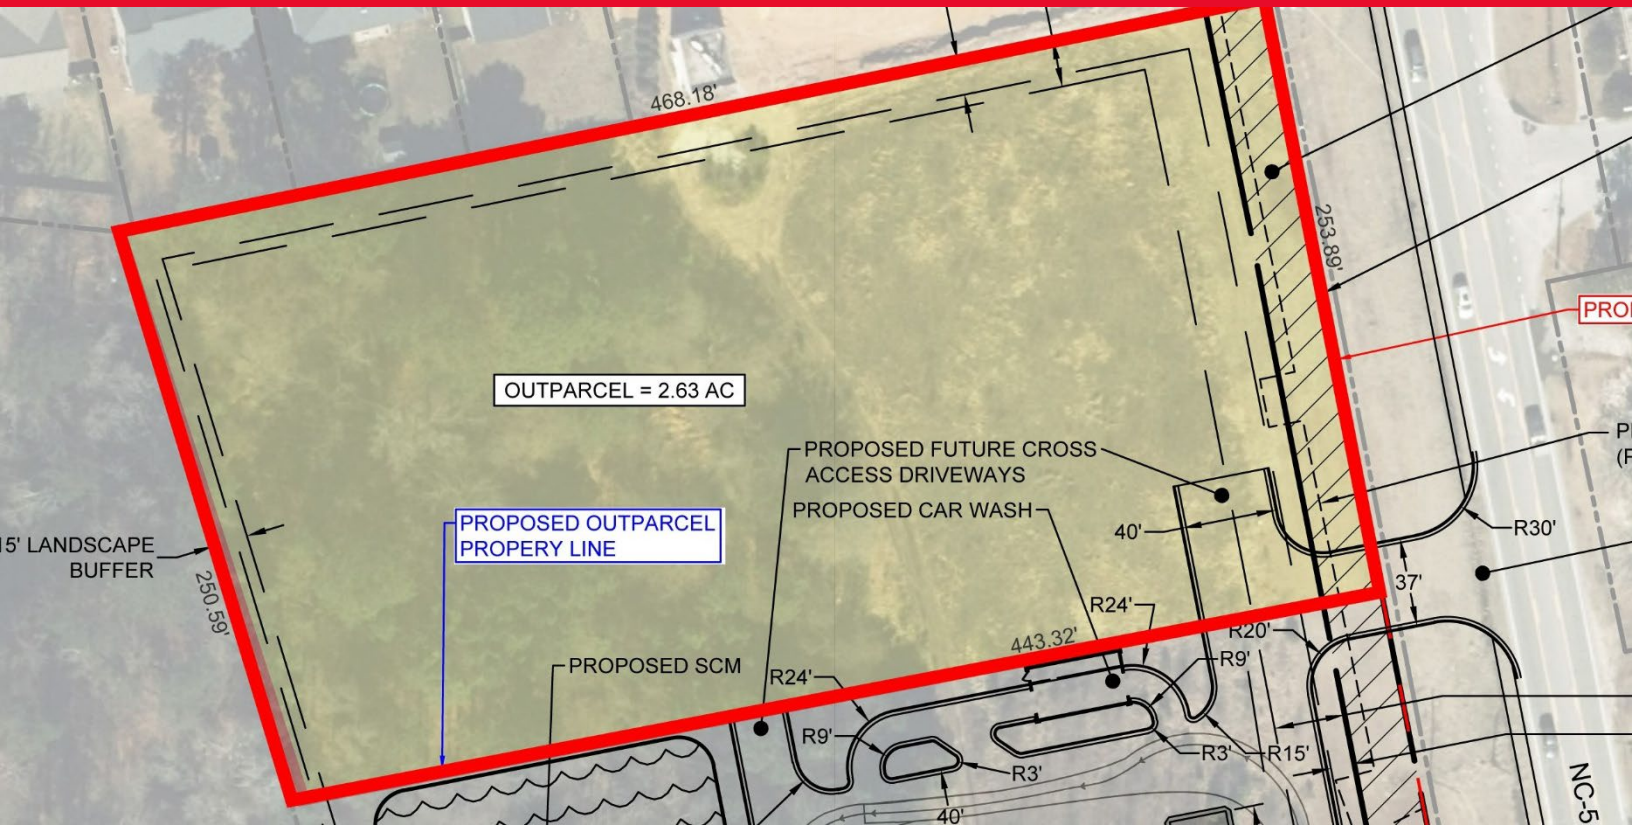 468.18'
253.89'
PROPOSED FUTURE CROSS
ACCESS DRIVEWAYS
PROPOSED CAR WASH
OUTPARCEL = 2.63 AC
PROPOSED OUTPARCEL
PROPERY LINE
15' LANDSCAPE
BUFFER
250.59'
40'
R30'
37'
R24'
443.32'
R20'
R9'
PROPOSED SCM
R24'
R9'
R3'
R3'
R15'
40'
NC-5